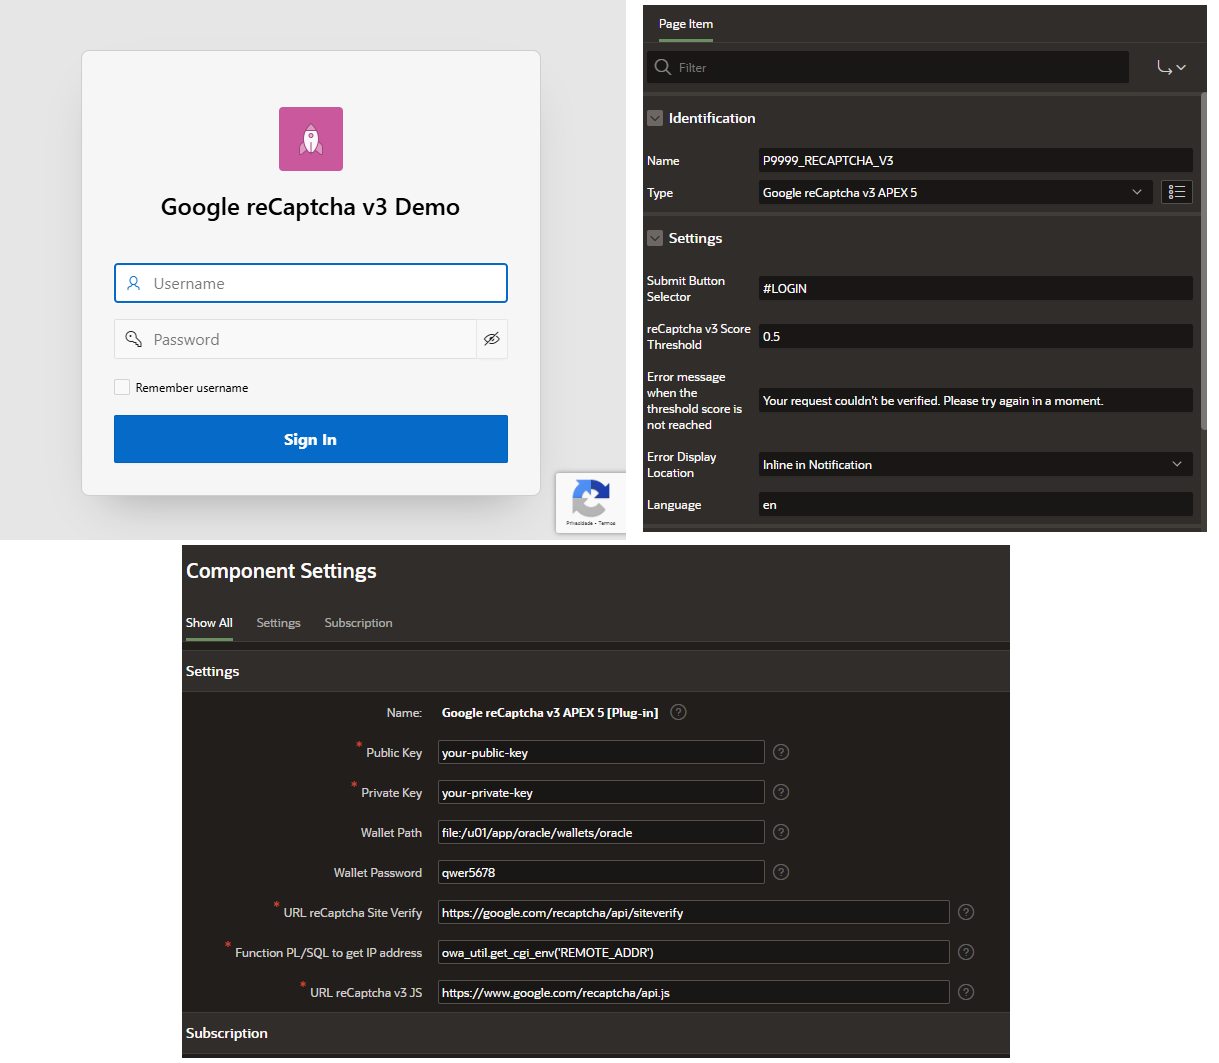 Google reCaptcha v3 Demo
Username
Password
Remember username
Sign In
Privacidade - Termos
Page Item
Filter
Identification
Name
P9999_RECAPTCHA_V3
Type
Google reCaptcha v3 APEX 5
Settings
Submit Button
Selector
#LOGIN
reCaptcha v3 Score
Threshold
0.5
Error message
when the
threshold score is
not reached
Your request couldn't be verified. Please try again in a moment.
Error Display
Location
Inline in Notification
Language
en
Component Settings
Show All Settings Subscription
Settings
Name: Google reCaptcha v3 APEX 5 [Plug-in] ?
* Public Key your-public-key ?
* Private Key your-private-key ?
Wallet Path file:/u01/app/oracle/wallets/oracle ?
Wallet Password qwer5678 ?
* URL reCaptcha Site Verify https://google.com/recaptcha/api/siteverify ?
* Function PL/SQL to get IP address owa_util.get_cgi_env('REMOTE_ADDR') ?
* URL reCaptcha v3 JS https://www.google.com/recaptcha/api.js ?
Subscription